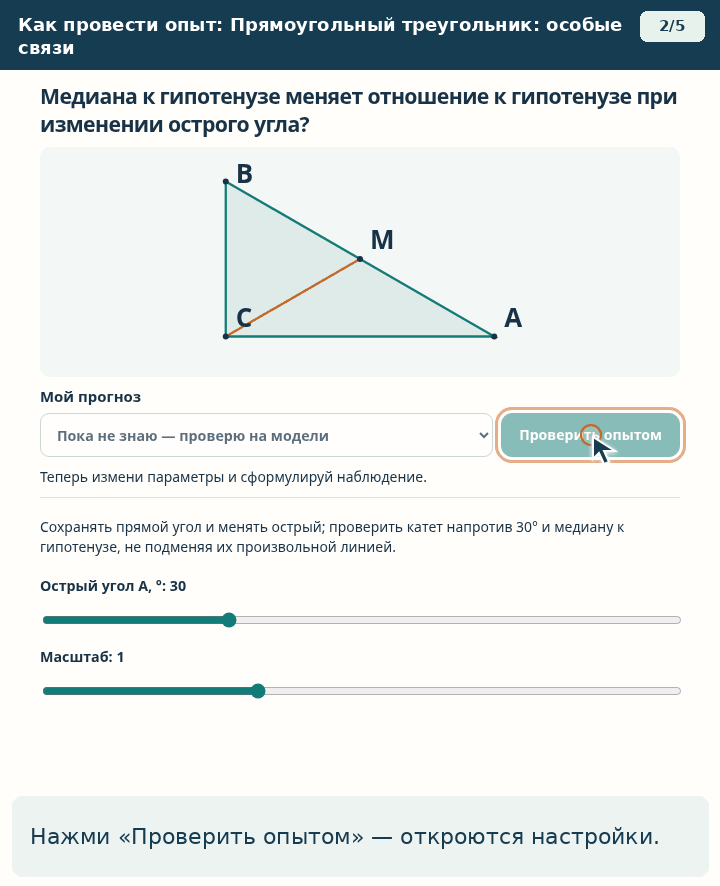 Как провести опыт: Прямоугольный треугольник: особые
связи
2/5
Медиана к гипотенузе меняет отношение к гипотенузе при
изменении острого угла?
B
M
C
A
Мой прогноз
Пока не знаю — проверю на модели
Проверить опытом
Теперь измени параметры и сформулируй наблюдение.
Сохранять прямой угол и менять острый; проверить катет напротив 30° и медиану к
гипотенузе, не подменяя их произвольной линией.
Острый угол A, °: 30
Масштаб: 1
Нажми «Проверить опытом» — откроются настройки.